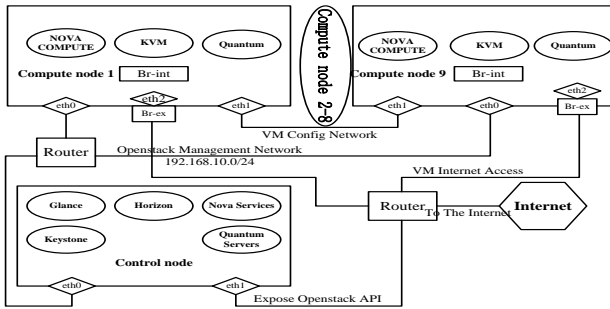 NOVA
COMPUTE
KVM
Quantum
Compute node 1
Br-int
eth0
eth2
Br-ex
eth1
Compute node 2-8
NOVA
COMPUTE
KVM
Quantum
Compute node 9
Br-int
eth1
eth0
eth2
Br-ex
VM Config Network
Router
Openstack Management Network
192.168.10.0/24
VM Internet Access
Glance
Horizon
Nova Services
Keystone
Quantum
Servers
Control node
eth0
eth1
Router
To The Internet
Internet
Expose Openstack API